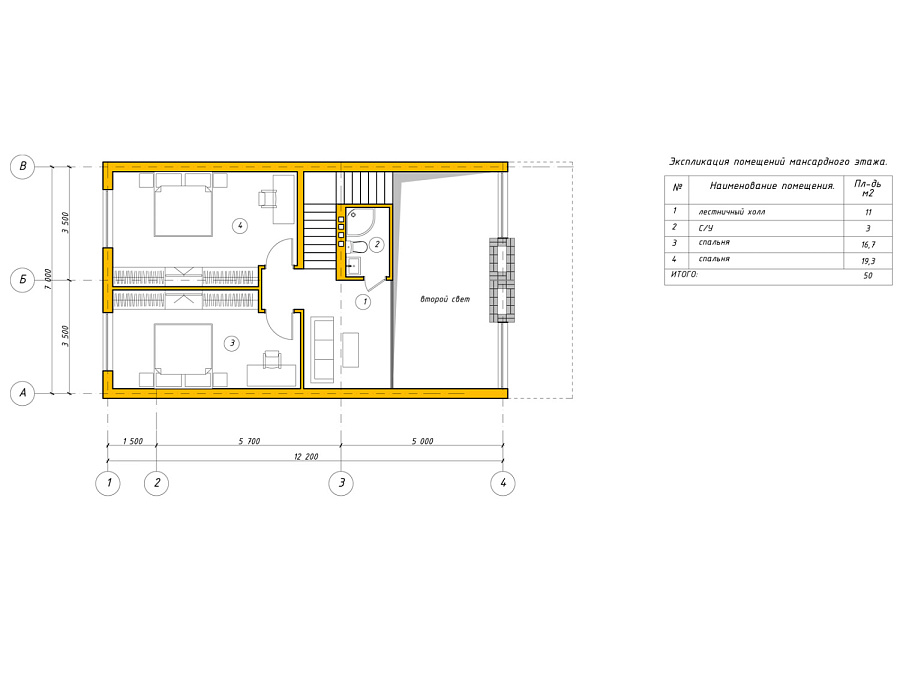 Экспликация помещений мансардного этажа.
№ Наименование помещения. Пл-дь м2
1 лестничный холл 11
2 С/У 3
3 спальня 16,7
4 спальня 19,3
ИТОГО: 50
В
Б
А
3 500
7 000
3 500
4
2
1
3
второй свет
1 500
5 700
5 000
12 200
1
2
3
4